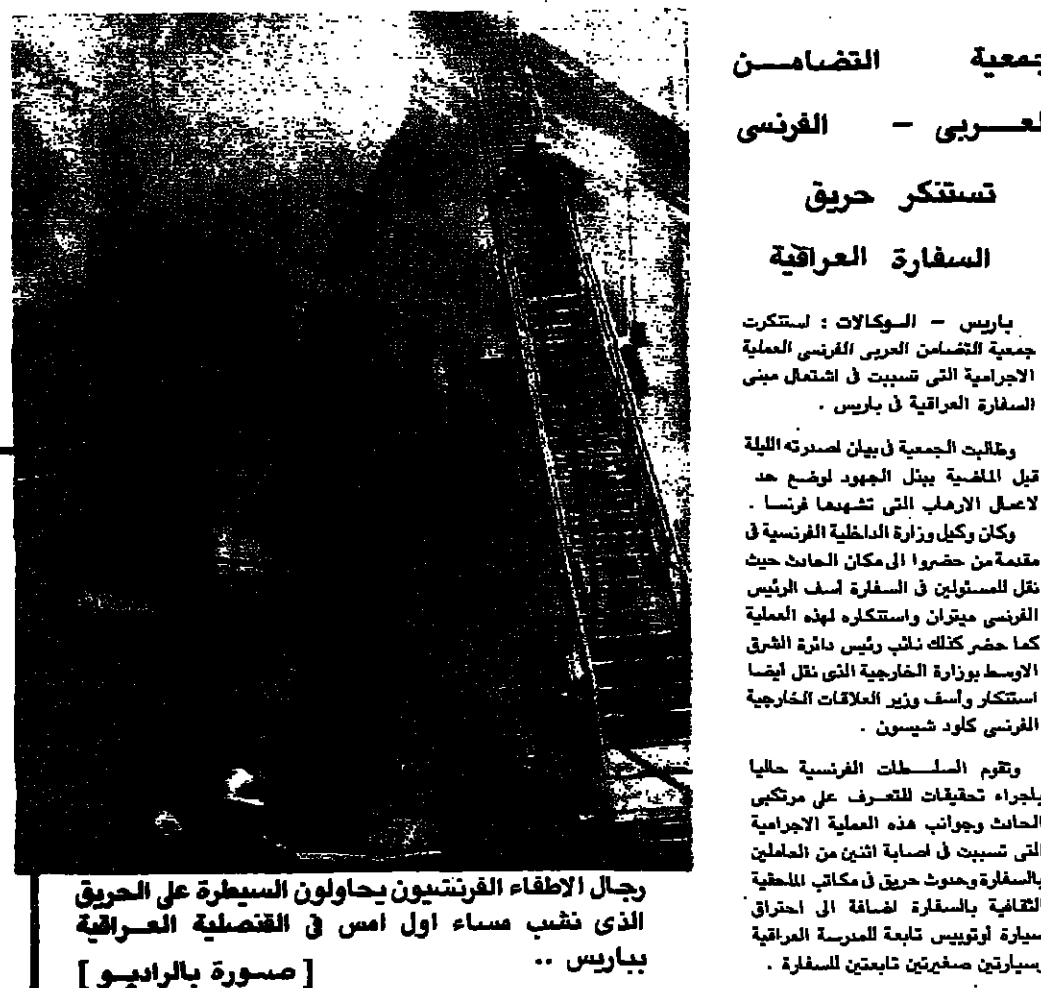 جمعية التضامن
العربى - الفرنسى
تستنكر حريق
السفارة العراقية
باريس - الوكالات : استنكرت
جمعية التضامن العربى الفرنسى العملية
الاجرامية التى تسببت فى اشتعال مبنى
السفارة العراقية فى باريس .
وطالبت الجمعية فى بيان اصدرته الليلة
قبل الماضية ببذل الجهود لوضع حد
لاعمال الارهاب التى تشهدها فرنسا .
وكان وكيل وزارة الداخلية الفرنسية فى
مقدمة من حضروا الى مكان الحادث حيث
نقل للمسئولين فى السفارة اسف الرئيس
الفرنسى ميتران واستنكاره لهذه العملية
كما حضر كذلك نائب رئيس دائرة الشرق
الاوسط بوزارة الخارجية الذى نقل ايضا
استنكار وأسف وزير العلاقات الخارجية
الفرنسى كلود شيسون .
وتقوم السلطات الفرنسية حاليا
باجراء تحقيقات للتعرف على مرتكبى
الحادث وجوانب هذه العملية الاجرامية
التى تسببت فى اصابة اثنين من العاملين
بالسفارة وحدوث حريق فى مكاتب الملحقية
الثقافية بالسفارة اضافة الى احتراق
سيارة أوتوبيس تابعة للمدرسة العراقية
وسيارتين صغيرتين تابعتين للسفارة .
رجال الاطفاء الفرنتسيون يحاولون السيطرة على الحريق
الذى نشب مساء اول امس فى القنصلية العراقية
بباريس ..
[ صورة بالراديو ]